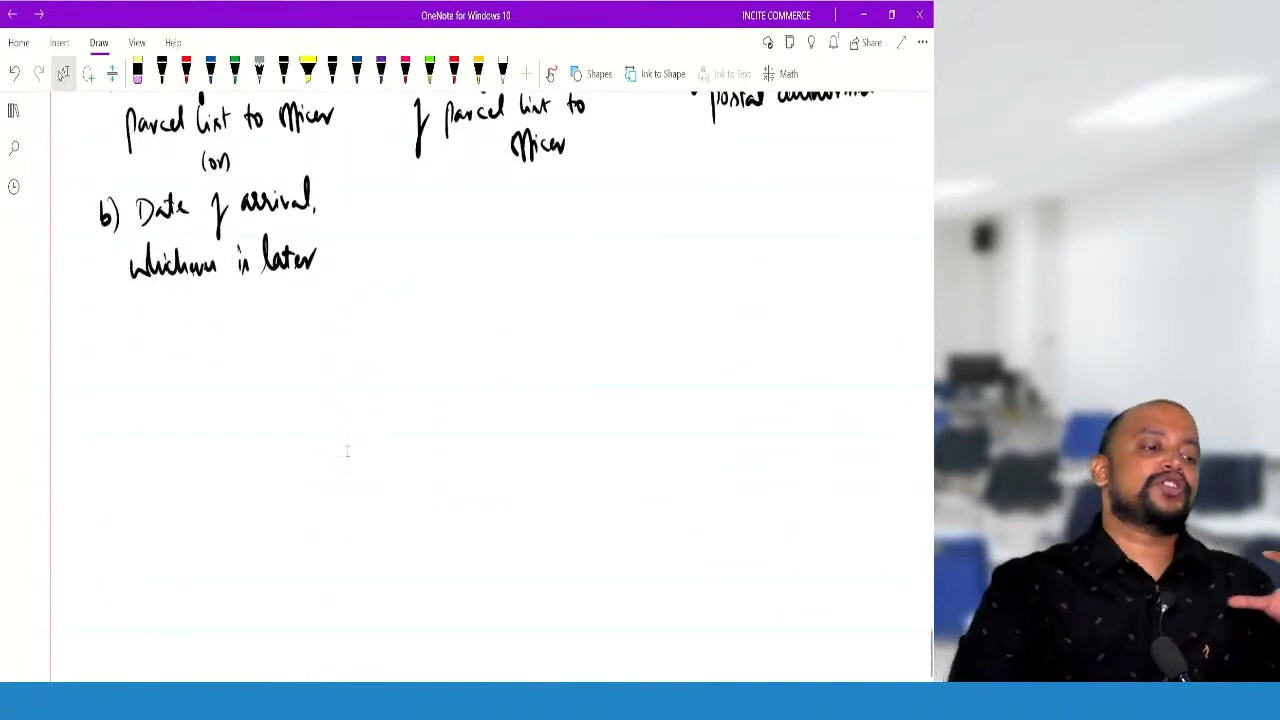 OneNote for Windows 10
INCITE COMMERCE
Home Insert Draw View Help
Share
Shapes
Ink to Shape
Ink to Text
Math
parcel list to officer
(or)
b) Date of arrival,
whichever is later
of parcel list to
officer
postal